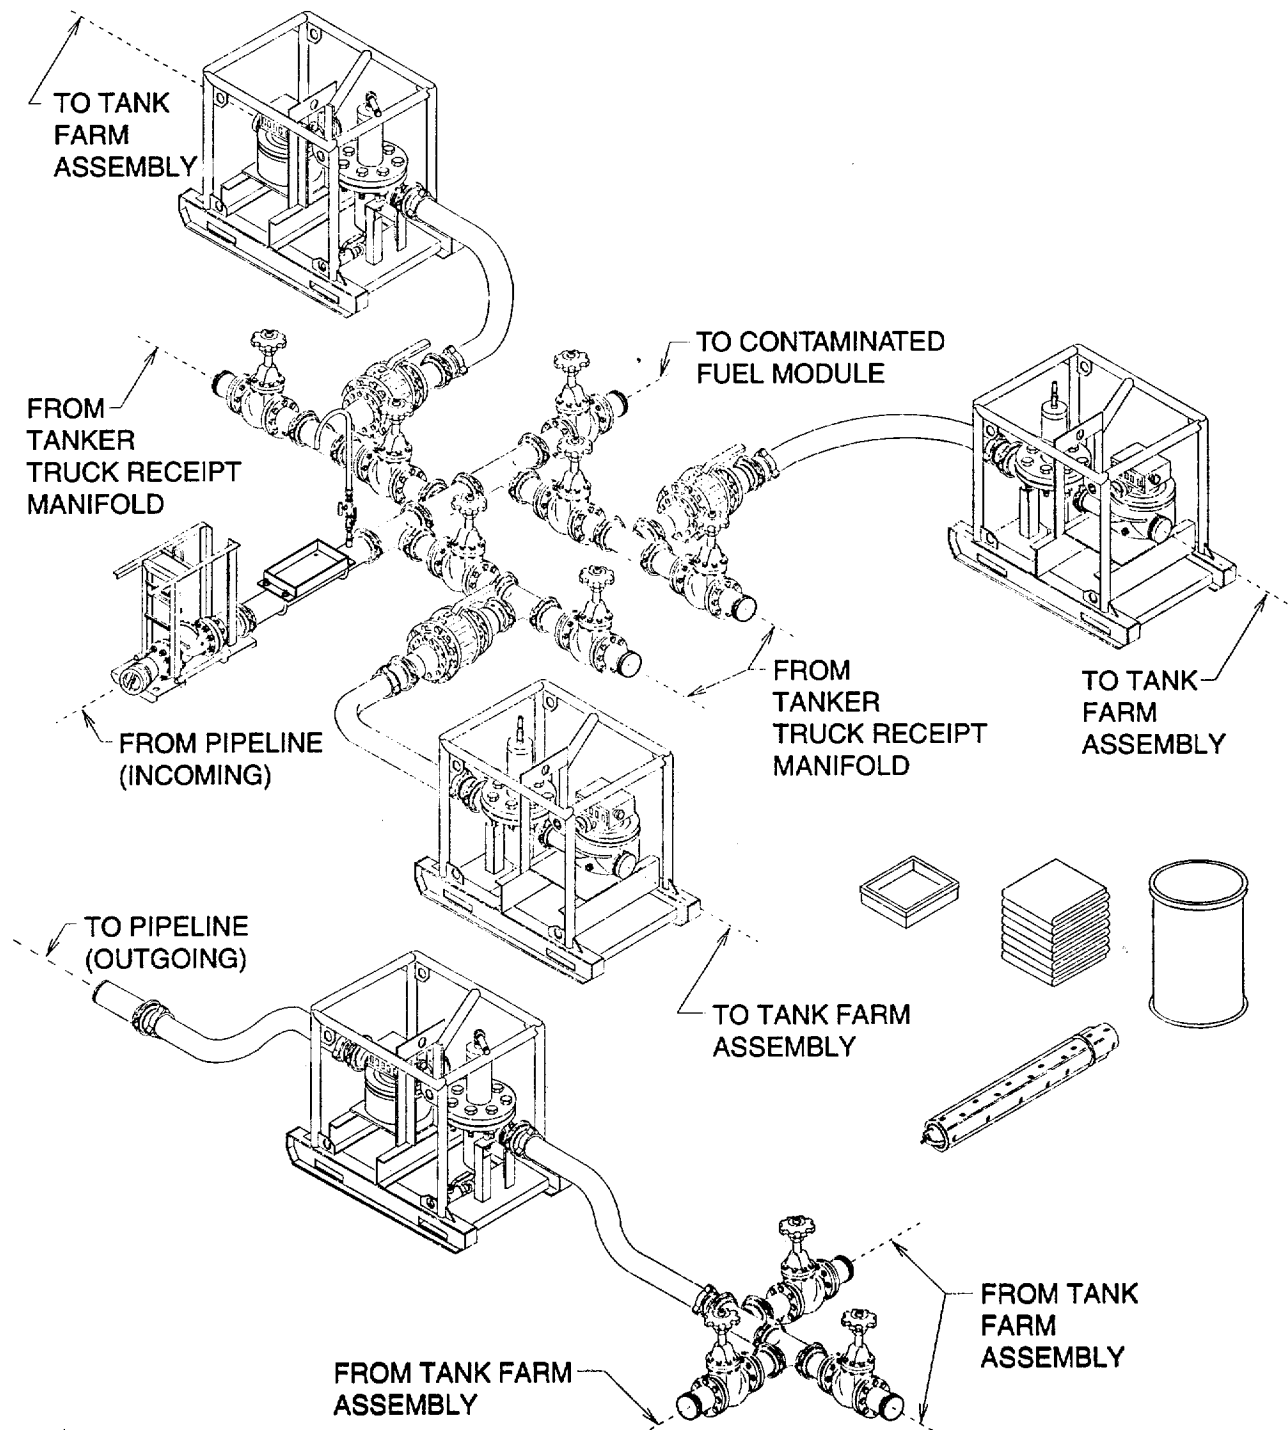 TO TANK
FARM
ASSEMBLY
TO CONTAMINATED
FUEL MODULE
FROM
TANKER
TRUCK RECEIPT
MANIFOLD
FROM
TANKER
TRUCK RECEIPT
MANIFOLD
TO TANK
FARM
ASSEMBLY
FROM PIPELINE
(INCOMING)
TO PIPELINE
(OUTGOING)
TO TANK FARM
ASSEMBLY
FROM TANK
FARM
ASSEMBLY
FROM TANK FARM
ASSEMBLY